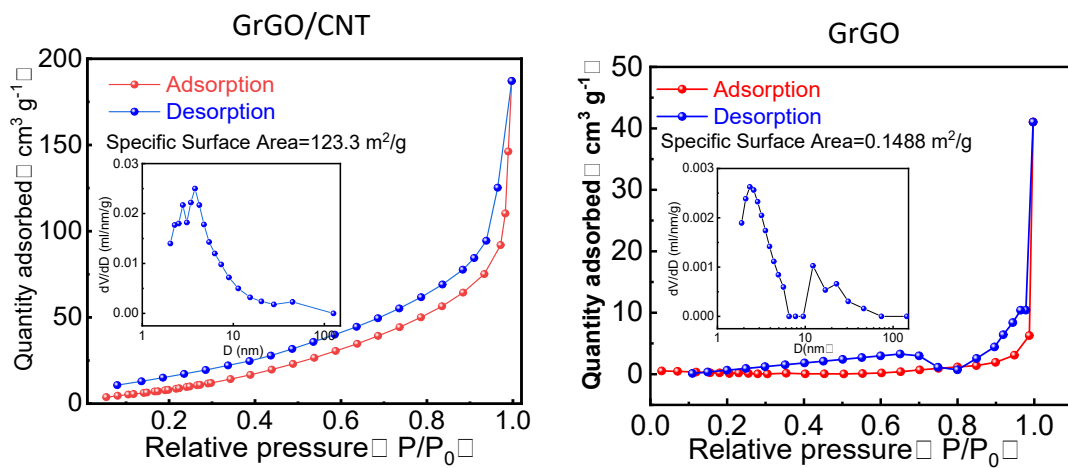 GrGO/CNT
Quantity adsorbed□ cm³ g⁻¹□
200
150
100
50
0
Adsorption
Desorption
Specific Surface Area=123.3 m²/g
dV/dD (ml/nm/g)
0.03
0.02
0.01
0.00
1 10 100
D (nm)
0.2 0.4 0.6 0.8 1.0
Relative pressure□ P/P₀□
GrGO
Quantity adsorbed□ cm³ g⁻¹□
50
40
30
20
10
0
Adsorption
Desorption
Specific Surface Area=0.1488 m²/g
dV/dD (ml/nm/g)
0.003
0.002
0.001
0.000
1 10 100
D(nm□
0.0 0.2 0.4 0.6 0.8 1.0
Relative pressure□ P/P₀□